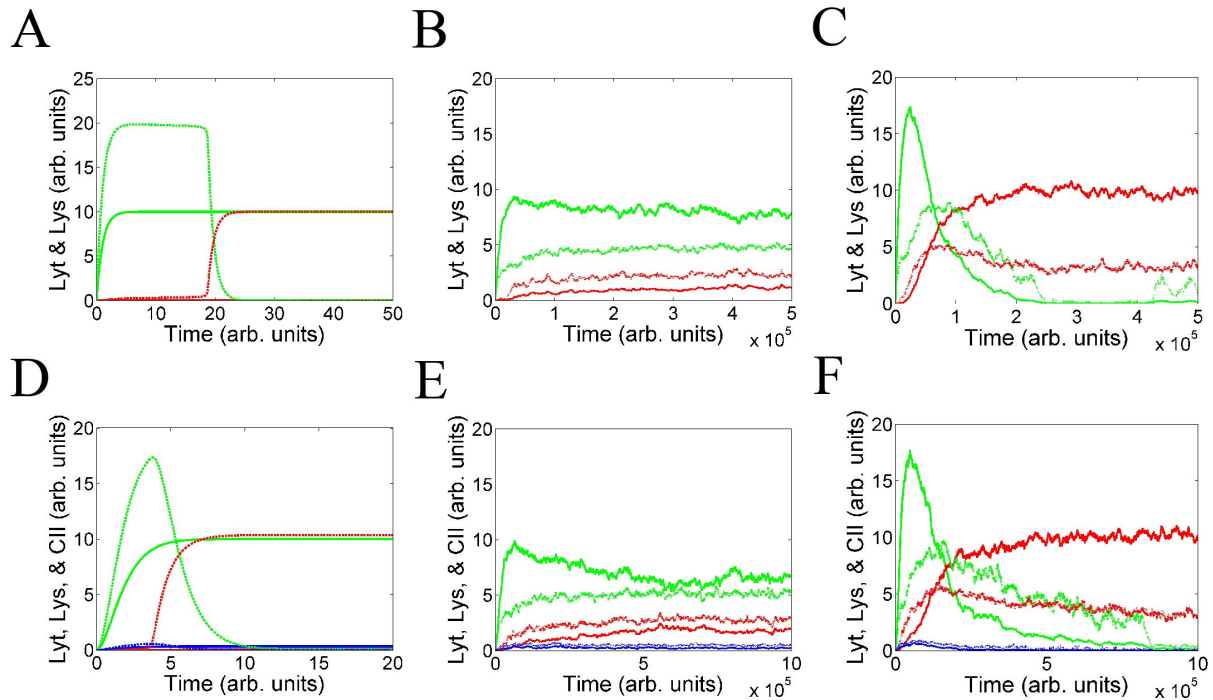 A
B
C
Lyt & Lys (arb. units)
25
20
15
10
5
0
0 10 20 30 40 50
Time (arb. units)
Lyt & Lys (arb. units)
20
15
10
5
0
0 1 2 3 4 5
Time (arb. units)
x 10^5
Lyt & Lys (arb. units)
20
15
10
5
0
0 1 2 3 4 5
Time (arb. units)
x 10^5
D
E
F
Lyt, Lys, & CII (arb. units)
20
15
10
5
0
0 5 10 15 20
Time (arb. units)
Lyt, Lys, & CII (arb. units)
20
15
10
5
0
0 5 10
Time (arb. units)
x 10^5
Lyt, Lys, & CII (arb. units)
20
15
10
5
0
0 5 10
Time (arb. units)
x 10^5